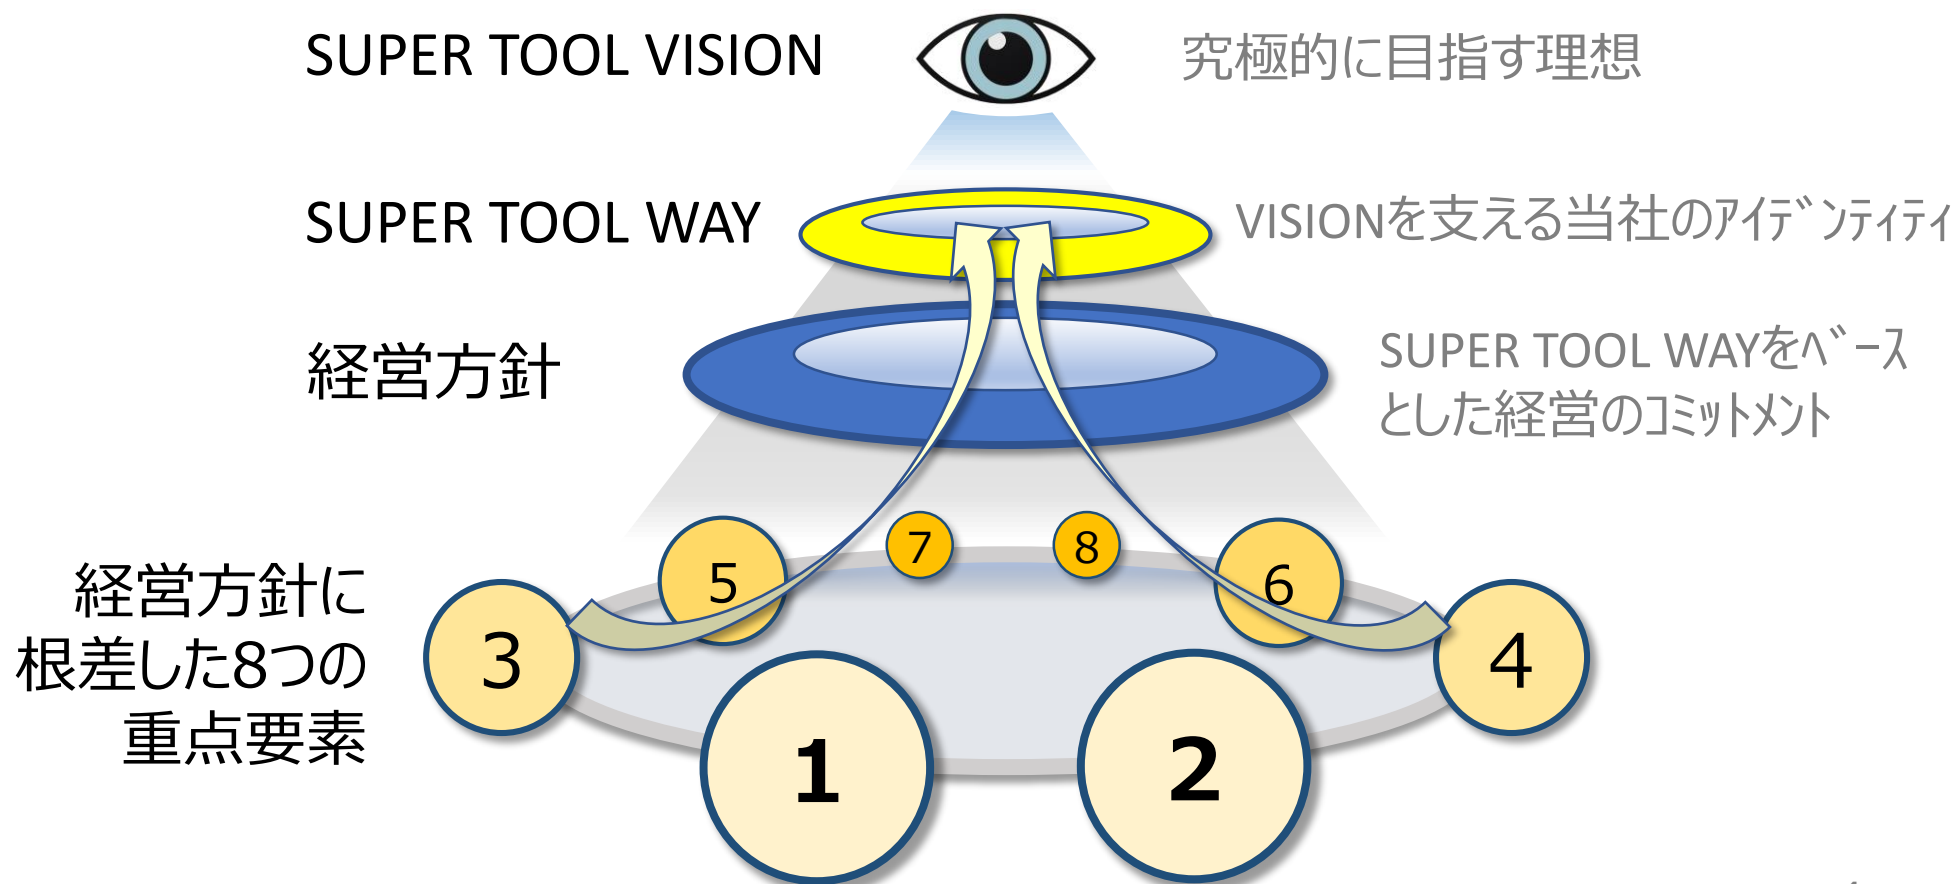 SUPER TOOL VISION
究極的に目指す理想
SUPER TOOL WAY
VISIONを支える当社のｱｲﾃﾞﾝﾃｨﾃｨ
経営方針
SUPER TOOL WAYをﾍﾞｰｽ
とした経営のｺﾐｯﾄﾒﾝﾄ
経営方針に
根差した8つの
重点要素
7
8
5
6
3
4
1
2